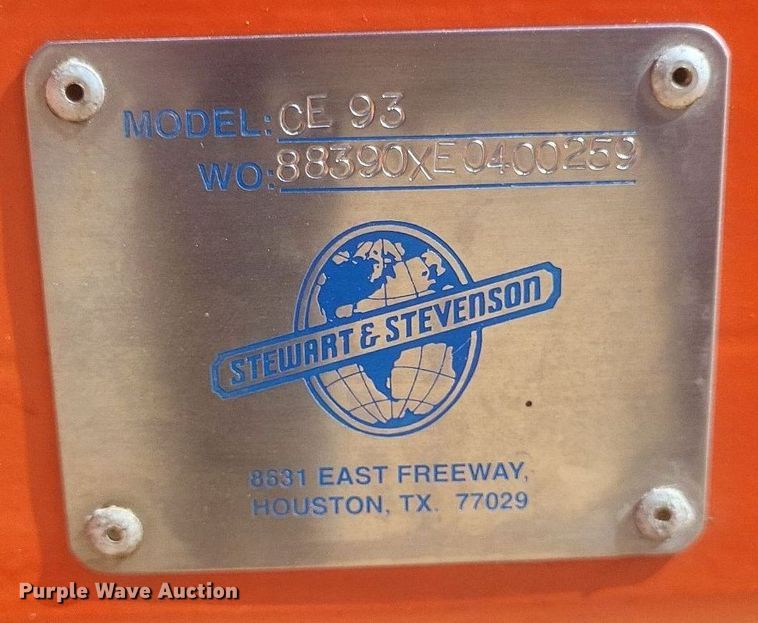 MODEL: CE 93
WO: 88390XE0400259
STEWART & STEVENSON
8631 EAST FREEWAY,
HOUSTON, TX. 77029
Purple Wave Auction